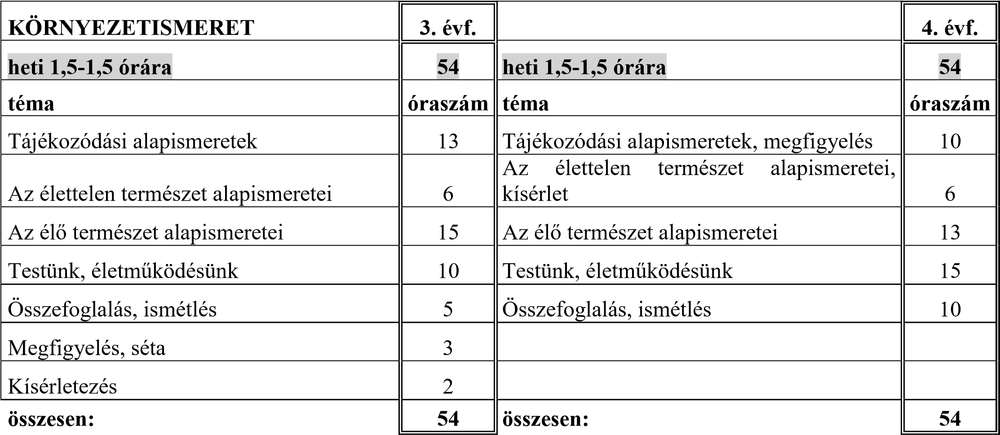 KÖRNYEZETISMERET 3. évf. 4. évf.
heti 1,5-1,5 órára 54 heti 1,5-1,5 órára 54
téma óraszám téma óraszám
Tájékozódási alapismeretek 13 Tájékozódási alapismeretek, megfigyelés 10
Az élettelen természet alapismeretei 6 Az élettelen természet alapismeretei,
kísérlet 6
Az élő természet alapismeretei 15 Az élő természet alapismeretei 13
Testünk, életműködésünk 10 Testünk, életműködésünk 15
Összefoglalás, ismétlés 5 Összefoglalás, ismétlés 10
Megfigyelés, séta 3
Kísérletezés 2
összesen: 54 összesen: 54